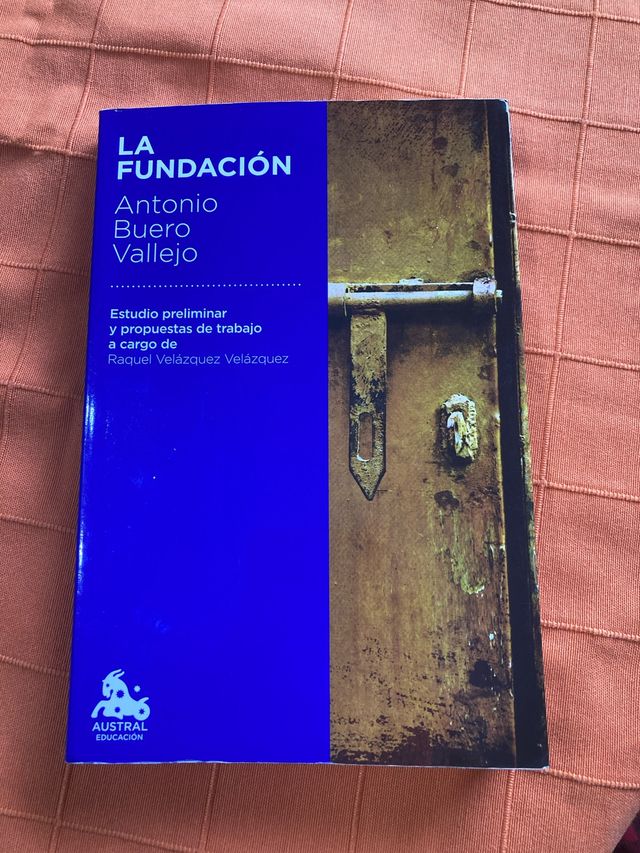 LA
FUNDACIÓN
Antonio
Buero
Vallejo
Estudio preliminar
y propuestas de trabajo
a cargo de
Raquel Velázquez Velázquez
AUSTRAL
EDUCACIÓN